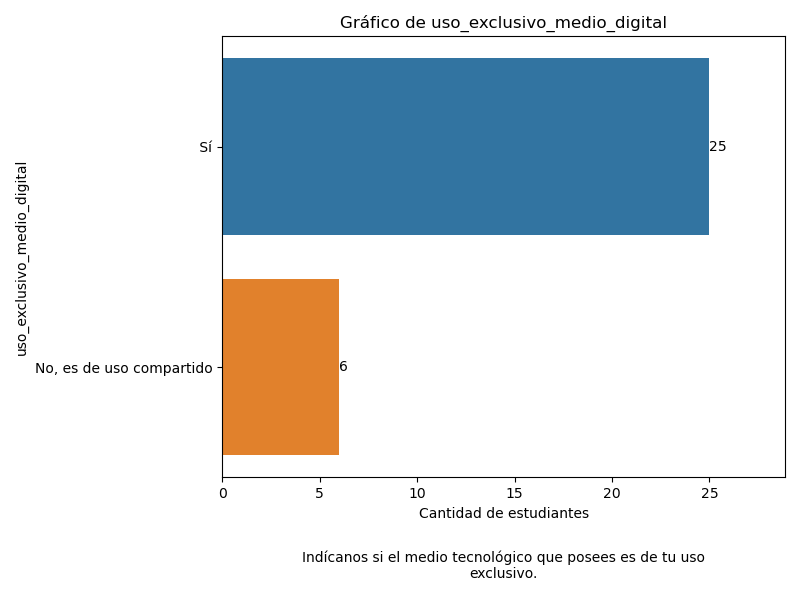 Gráfico de uso_exclusivo_medio_digital
uso_exclusivo_medio_digital
Sí
25
No, es de uso compartido
6
0 5 10 15 20 25
Cantidad de estudiantes
Indícanos si el medio tecnológico que posees es de tu uso
exclusivo.